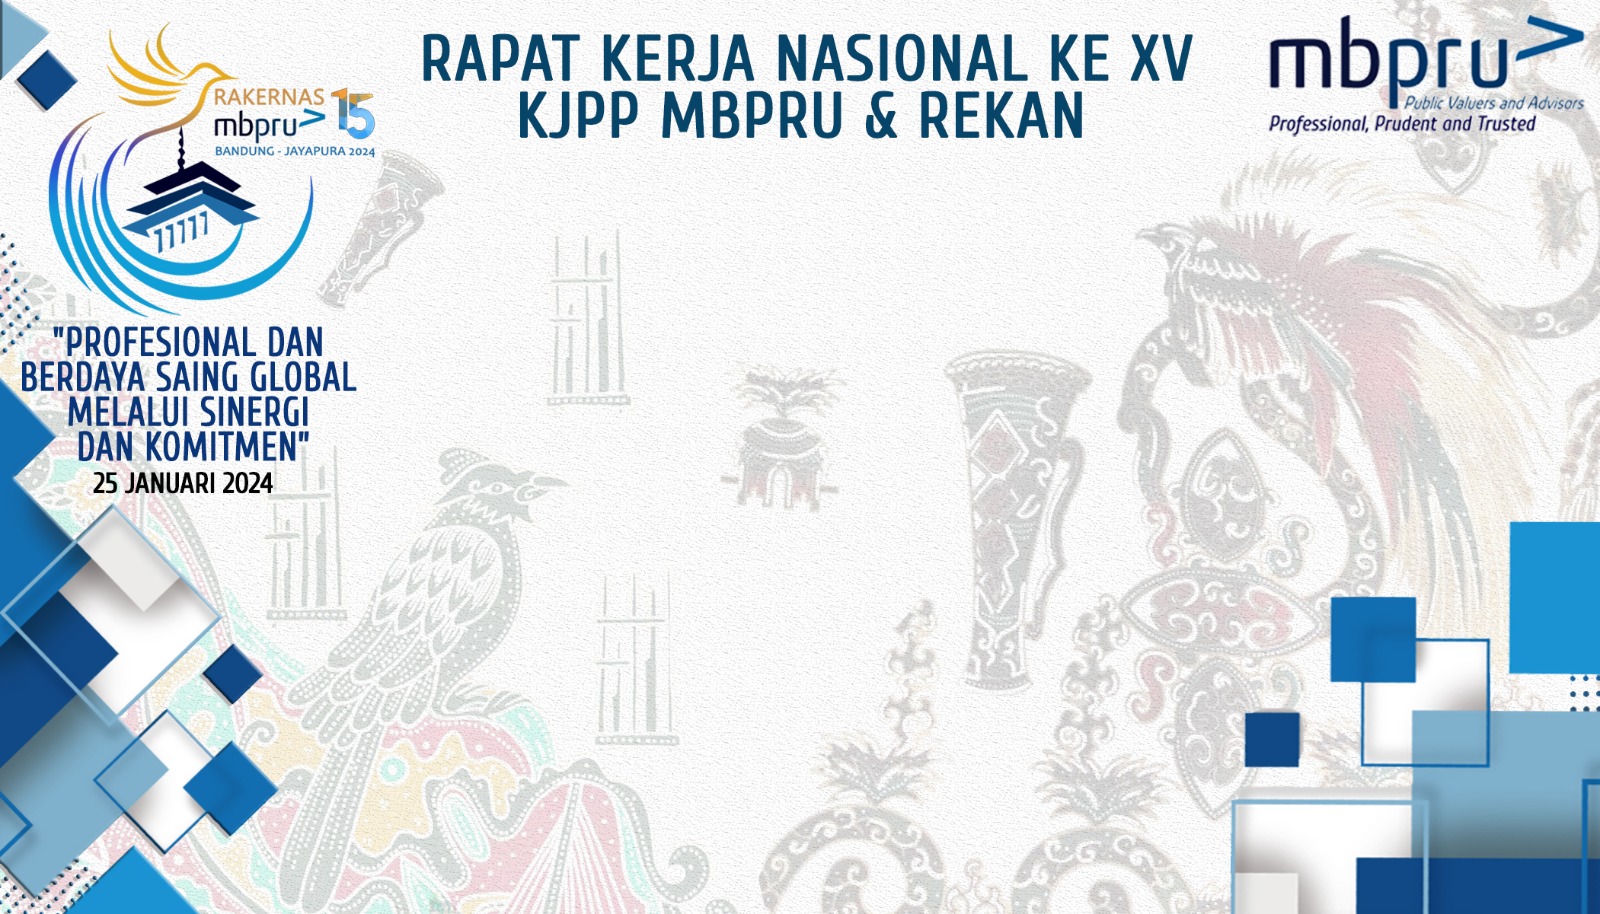 RAPAT KERJA NASIONAL KE XV
KJPP MBPRU & REKAN
RAKERNAS
mbpru> 15
BANDUNG - JAYAPURA 2024
"PROFESIONAL DAN
BERDAYA SAING GLOBAL
MELALUI SINERGI
DAN KOMITMEN"
25 JANUARI 2024
mbpru>
Public Valuers and Advisors
Professional, Prudent and Trusted